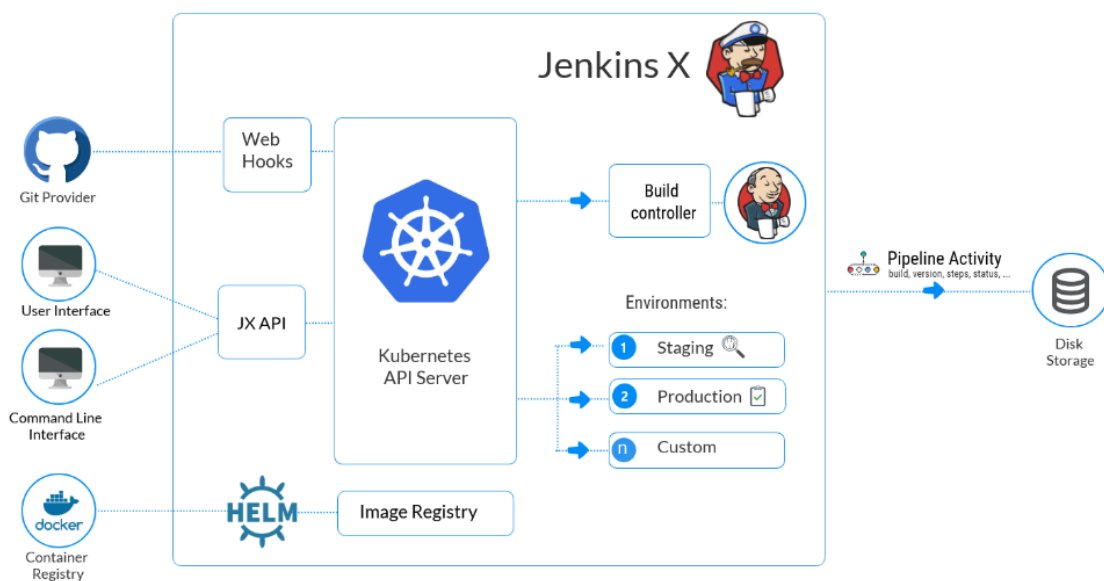 Jenkins X
Git Provider
Web
Hooks
User Interface
Command Line
Interface
JX API
Kubernetes
API Server
Build
controller
Environments:
1 Staging
2 Production
n Custom
Pipeline Activity
build, version, steps, status, ...
Disk
Storage
docker
Container
Registry
HELM
Image Registry